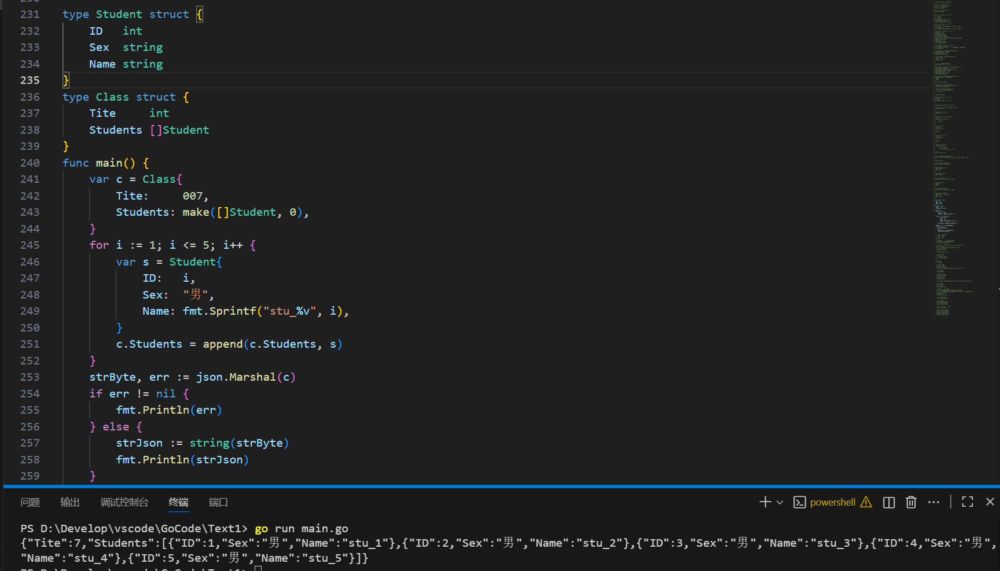 231 type Student struct {
232     ID   int
233     Sex  string
234     Name string
235 }
236 type Class struct {
237     Tite     int
238     Students []Student
239 }
240 func main() {
241     var c = Class{
242         Tite:     007,
243         Students: make([]Student, 0),
244     }
245     for i := 1; i <= 5; i++ {
246         var s = Student{
247             ID:   i,
248             Sex:  "男",
249             Name: fmt.Sprintf("stu_%v", i),
250         }
251         c.Students = append(c.Students, s)
252     }
253     strByte, err := json.Marshal(c)
254     if err != nil {
255         fmt.Println(err)
256     } else {
257         strJson := string(strByte)
258         fmt.Println(strJson)
259     }
问题 输出 调试控制台 终端 端口 powershell
PS D:\Develop\vscode\GoCode\Text1> go run main.go
{"Tite":7,"Students":[{"ID":1,"Sex":"男","Name":"stu_1"},{"ID":2,"Sex":"男","Name":"stu_2"},{"ID":3,"Sex":"男","Name":"stu_3"},{"ID":4,"Sex":"男",
"Name":"stu_4"},{"ID":5,"Sex":"男","Name":"stu_5"}]}
PS D:\Develop\vscode\GoCode\Text1>